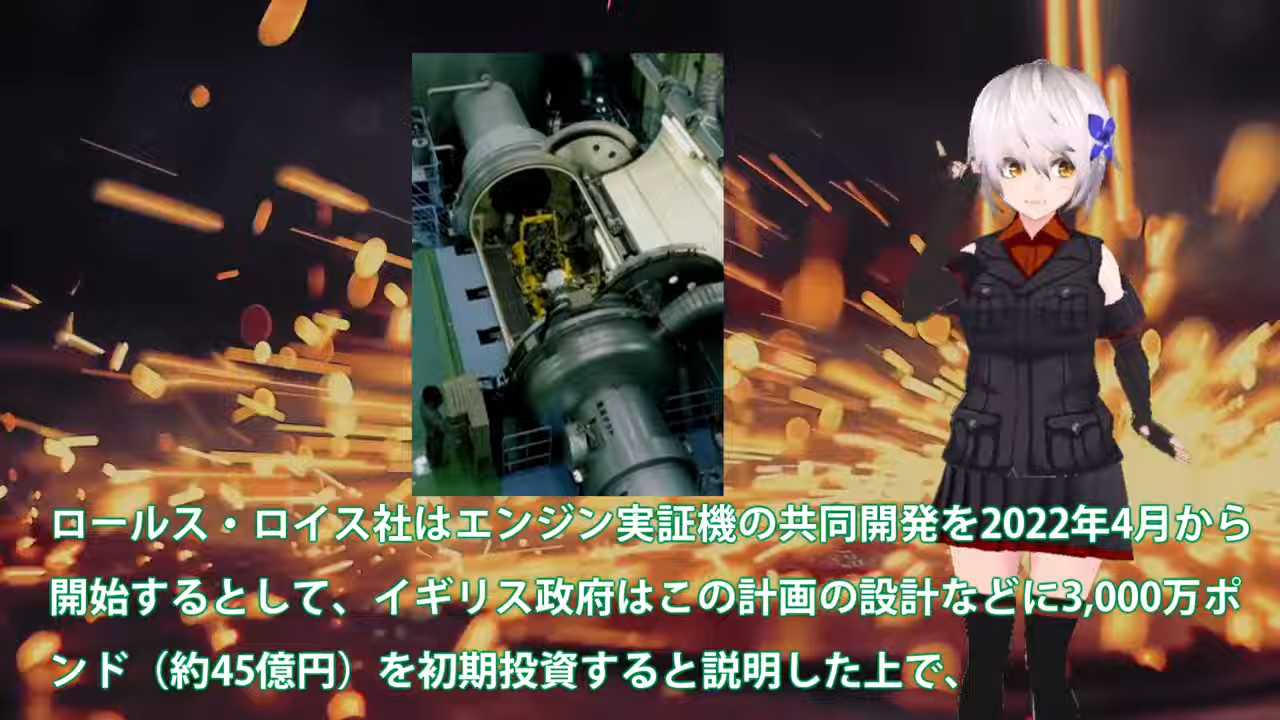 ロールス・ロイス社はエンジン実証機の共同開発を2022年4月から
開始するとして、イギリス政府はこの計画の設計などに3,000万ポ
ンド（約45億円）を初期投資すると説明した上で、